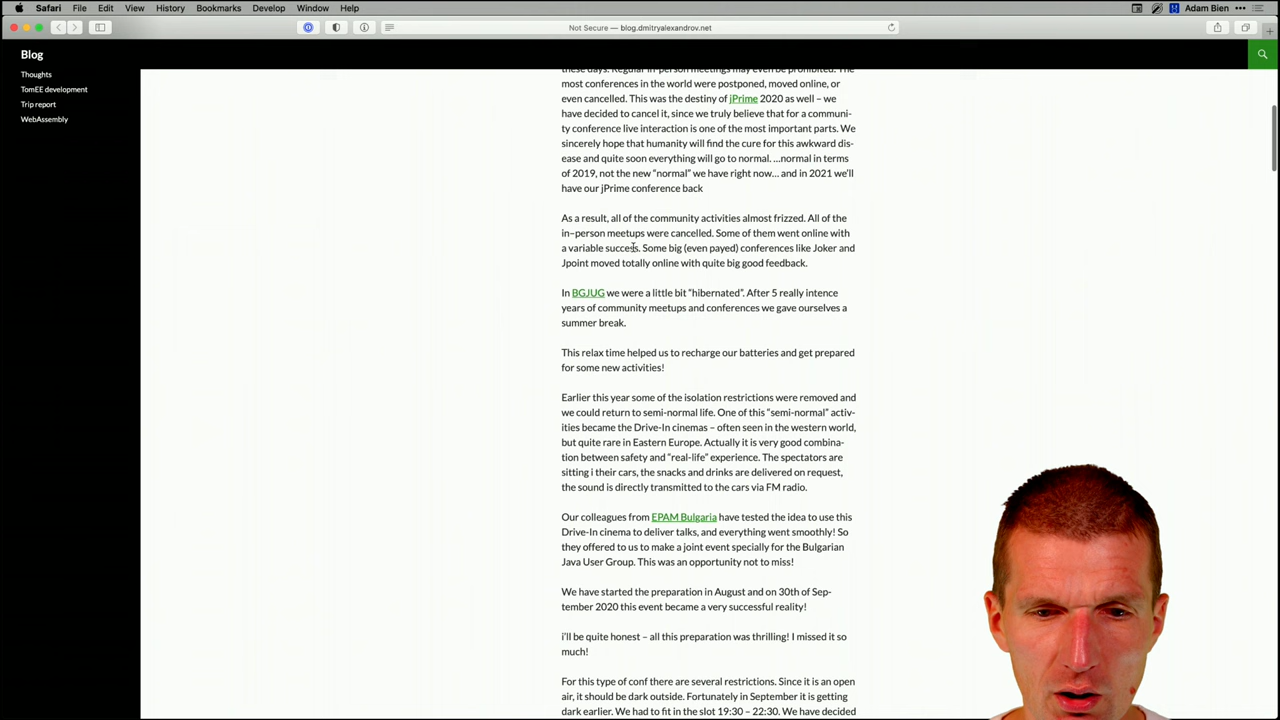 Safari File Edit View History Bookmarks Develop Window Help Adam Bien
Not Secure — blog.dmitryalexandrov.net
Blog
Thoughts
TomEE development
Trip report
WebAssembly
these days. Regular in-person meetings may even be prohibited. The
most conferences in the world were postponed, moved online, or
even cancelled. This was the destiny of jPrime 2020 as well – we
have decided to cancel it, since we truly believe that for a communi-
ty conference live interaction is one of the most important parts. We
sincerely hope that humanity will find the cure for this awkward dis-
ease and quite soon everything will go to normal. …normal in terms
of 2019, not the new “normal” we have right now… and in 2021 we’ll
have our jPrime conference back
As a result, all of the community activities almost frizzed. All of the
in-person meetups were cancelled. Some of them went online with
a variable success. Some big (even payed) conferences like Joker and
Jpoint moved totally online with quite big good feedback.
In BGJUG we were a little bit “hibernated”. After 5 really intence
years of community meetups and conferences we gave ourselves a
summer break.
This relax time helped us to recharge our batteries and get prepared
for some new activities!
Earlier this year some of the isolation restrictions were removed and
we could return to semi-normal life. One of this “semi-normal” activ-
ities became the Drive-In cinemas – often seen in the western world,
but quite rare in Eastern Europe. Actually it is very good combina-
tion between safety and “real-life” experience. The spectators are
sitting i their cars, the snacks and drinks are delivered on request,
the sound is directly transmitted to the cars via FM radio.
Our colleagues from EPAM Bulgaria have tested the idea to use this
Drive-In cinema to deliver talks, and everything went smoothly! So
they offered to us to make a joint event specially for the Bulgarian
Java User Group. This was an opportunity not to miss!
We have started the preparation in August and on 30th of Sep-
tember 2020 this event became a very successful reality!
i’ll be quite honest – all this preparation was thrilling! I missed it so
much!
For this type of conf there are several restrictions. Since it is an open
air, it should be dark outside. Fortunately in September it is getting
dark earlier. We had to fit in the slot 19:30 – 22:30. We have decided